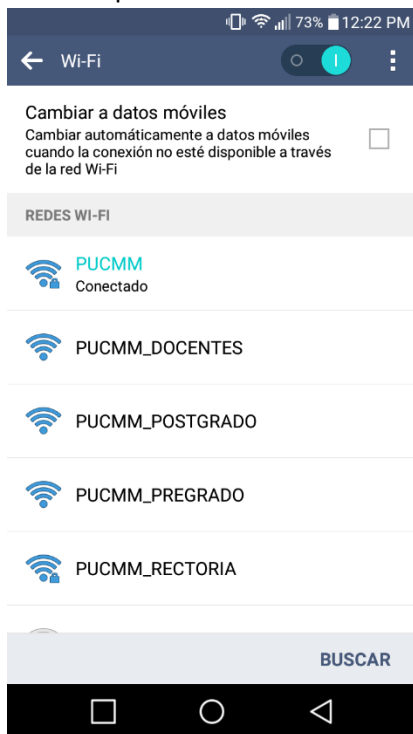 73% 12:22 PM
Wi-Fi
Cambiar a datos móviles
Cambiar automáticamente a datos móviles
cuando la conexión no esté disponible a través
de la red Wi-Fi
REDES WI-FI
PUCMM
Conectado
PUCMM_DOCENTES
PUCMM_POSTGRADO
PUCMM_PREGRADO
PUCMM_RECTORIA
BUSCAR